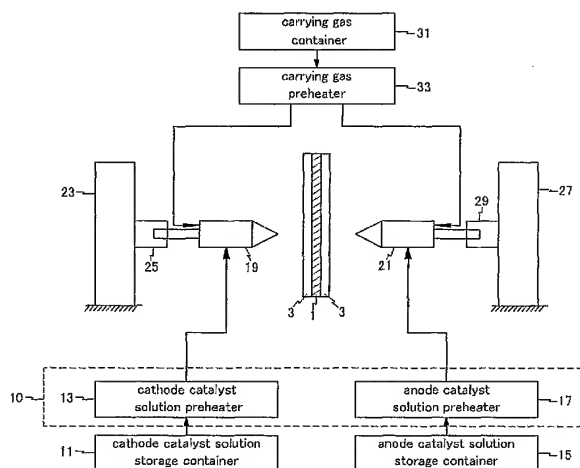 carrying gas
container
31
carrying gas
preheater
33
23
27
29
25
19
21
3
1
3
10
13
cathode catalyst
solution preheater
anode catalyst
solution preheater
17
11
cathode catalyst solution
storage container
anode catalyst solution
storage container
15